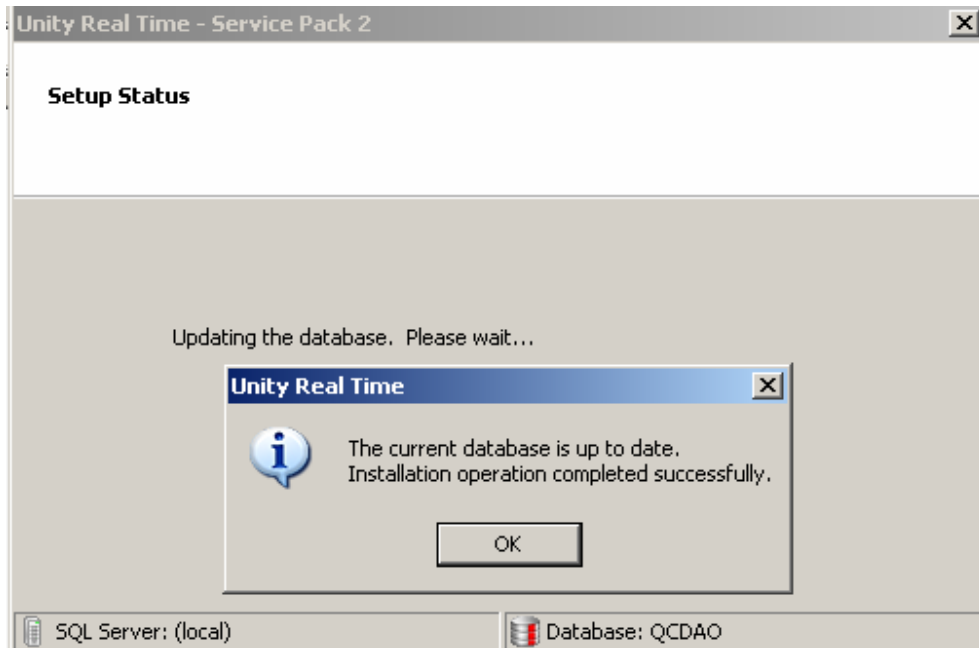 Unity Real Time - Service Pack 2
Setup Status
Updating the database.  Please wait...
Unity Real Time
The current database is up to date.
Installation operation completed successfully.
OK
SQL Server: (local)
Database: QCDAO